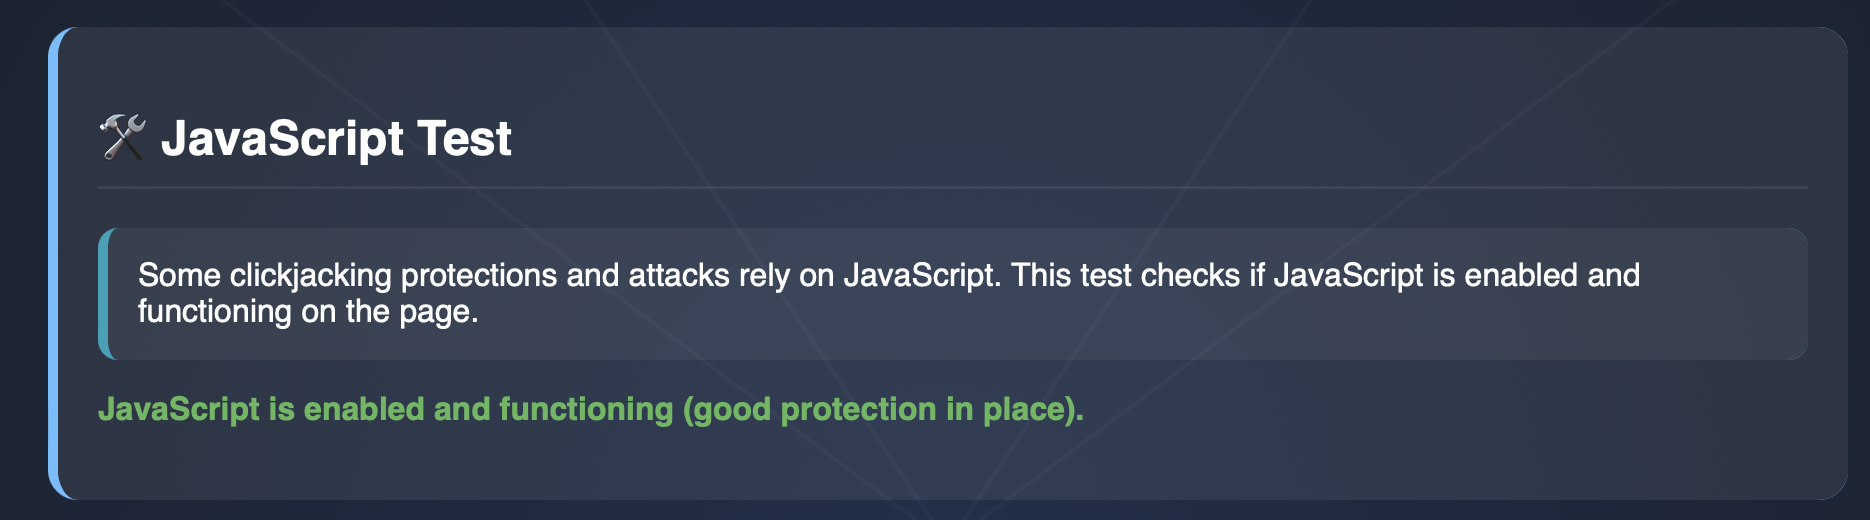 🛠 JavaScript Test
Some clickjacking protections and attacks rely on JavaScript. This test checks if JavaScript is enabled and
functioning on the page.
JavaScript is enabled and functioning (good protection in place).